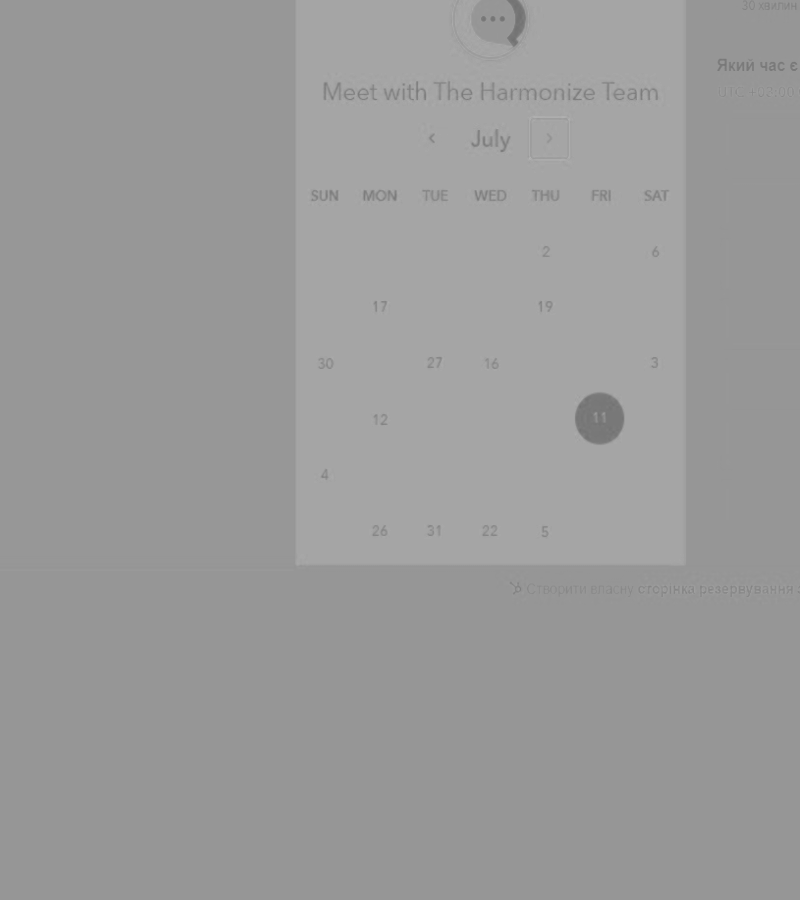 30 хвилин
Який час є
UTC +02:00
Meet with The Harmonize Team
July
SUN MON TUE WED THU FRI SAT
2 6
17 19
30 27 16 3
12 11
4
26 31 22 5
Створити власну сторінка резервування